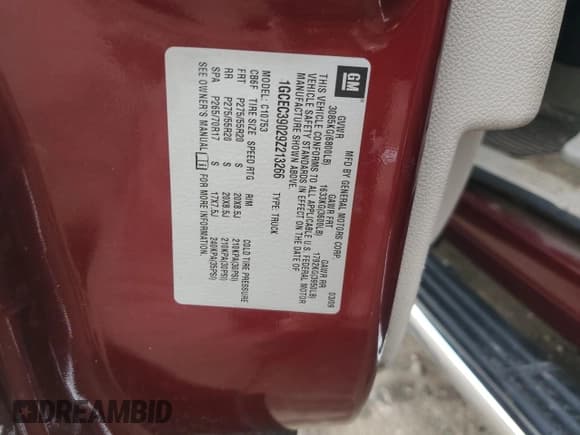 GM
MFD BY GENERAL MOTORS CORP 03/09
GVWR GAWR FRT GAWR RR
3085KG(6800LB) 1633KG(3600LB) 1792KG(3950LB)
THIS VEHICLE CONFORMS TO ALL APPLICABLE U.S. FEDERAL MOTOR
VEHICLE SAFETY STANDARDS IN EFFECT ON THE DATE OF
MANUFACTURE SHOWN ABOVE.
1GCEC39029Z213266 TYPE: TRUCK
MODEL: C10753
CB6F TIRE SIZE SPEED RTG RIM COLD TIRE PRESSURE
FRT P275/55R20 S 20X8.5J 210KPA(30PSI)
RR P275/55R20 S 20X8.5J 210KPA(30PSI)
SPA P265/70R17 S 17X7.5J 240KPA(35PSI)
SEE OWNER'S MANUAL FOR MORE INFORMATION.
DREAMBID